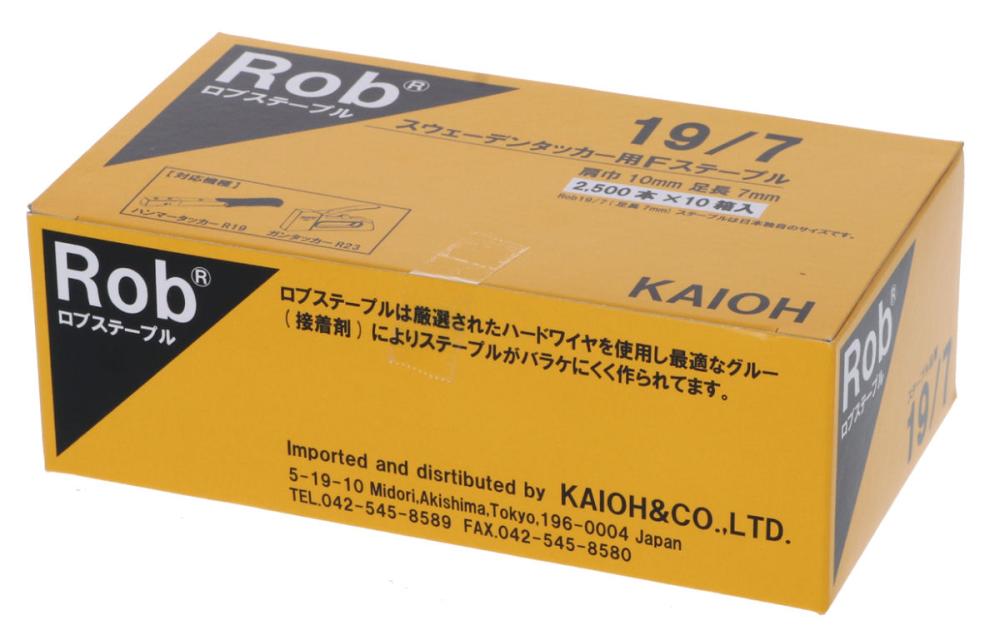 Rob®
ロブステープル
19/7
スウェーデンタッカー用Fステープル
肩巾 10mm 足長 7mm
2,500本×10箱入
Rob19/7(足長 7mm) ステープルは日本独自のサイズです。
[対応機種]
ハンマータッカー R19
ガンタッカー R23
KAIOH
Rob®
ロブステープル
ロブステープルは厳選されたハードワイヤを使用し最適なグルー
(接着剤)によりステープルがバラケにくく作られてます。
Imported and disrtibuted by KAIOH&CO.,LTD.
5-19-10 Midori,Akishima,Tokyo,196-0004 Japan
TEL.042-545-8589 FAX.042-545-8580
Rob®
ロブステープル
19/7